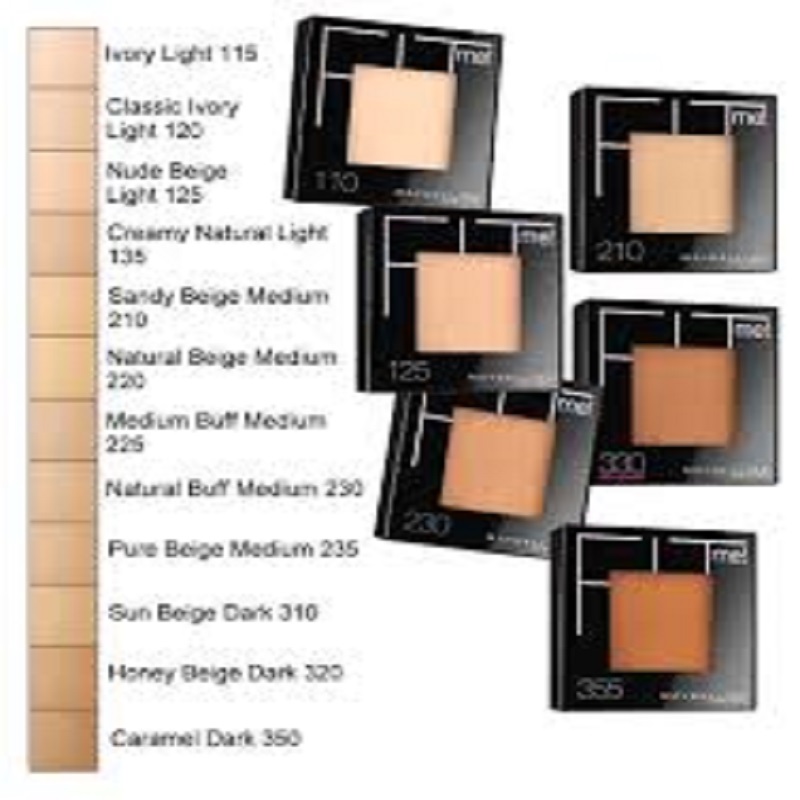 Ivory Light 115
Classic Ivory
Light 120
Nude Beige
Light 125
Creamy Natural Light
135
Sandy Beige Medium
210
Natural Beige Medium
220
Medium Buff Medium
225
Natural Buff Medium 230
Pure Beige Medium 235
Sun Beige Dark 310
Honey Beige Dark 320
Caramel Dark 350
me!
110
me!
210
me!
125
me!
330
me!
230
me!
355